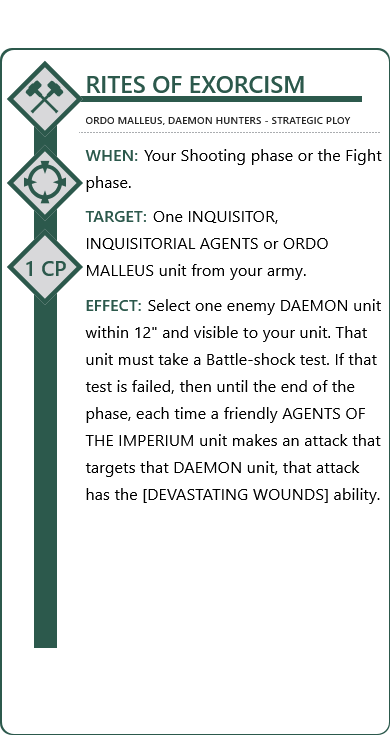 RITES OF EXORCISM
ORDO MALLEUS, DAEMON HUNTERS - STRATEGIC PLOY
WHEN: Your Shooting phase or the Fight
phase.
TARGET: One INQUISITOR,
INQUISITORIAL AGENTS or ORDO
MALLEUS unit from your army.
1 CP
EFFECT: Select one enemy DAEMON unit
within 12" and visible to your unit. That
unit must take a Battle-shock test. If that
test is failed, then until the end of the
phase, each time a friendly AGENTS OF
THE IMPERIUM unit makes an attack that
targets that DAEMON unit, that attack
has the [DEVASTATING WOUNDS] ability.